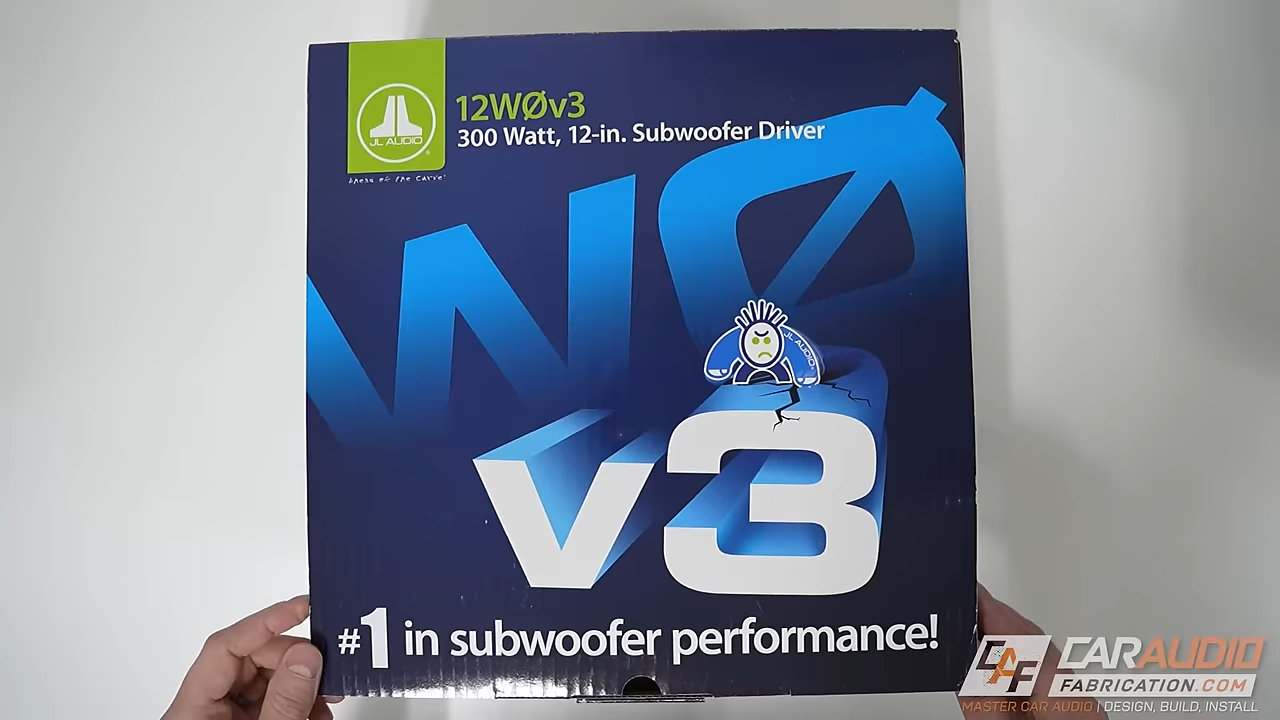 12WØv3
300 Watt, 12-in. Subwoofer Driver
JL AUDIO
®
Ahead of the Curve
WØ
JL AUDIO
v3
#1 in subwoofer performance!
CAF
CARAUDIO
FABRICATION.COM
MASTER CAR AUDIO | DESIGN, BUILD, INSTALL